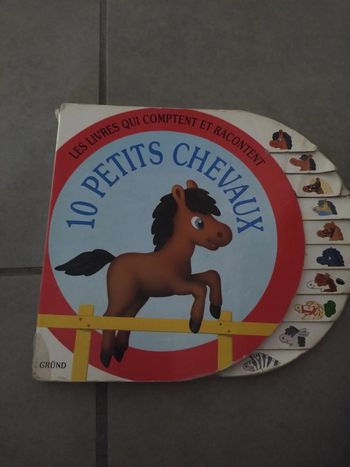 LES LIVRES QUI COMPTENT ET RACONTENT
10 PETITS CHEVAUX
GRÜND